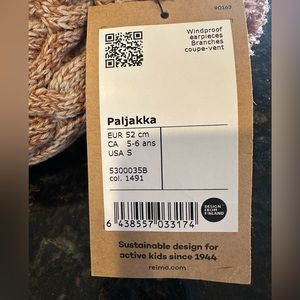 90163
Windproof
earpieces
Branches
coupe-vent
Paljakka
EUR 52 cm
CA 5-6 ans
USA S
5300035B
col. 1491
DESIGN
FROM
FINLAND
6 438557 033174
Sustainable design for
active kids since 1944
reima.com